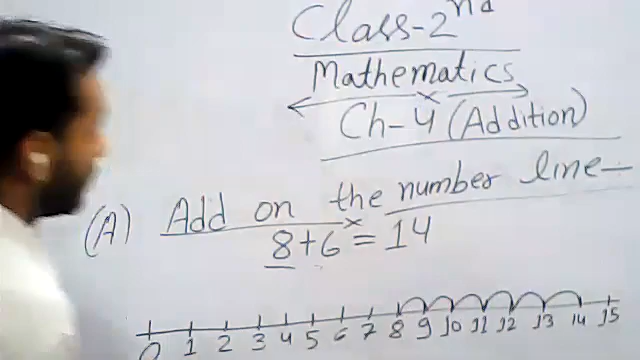 Class-2nd
Mathematics
Ch-4 (Addition)
(A) Add on the number line-
8+6 = 14
0 1 2 3 4 5 6 7 8 9 10 11 12 13 14 15